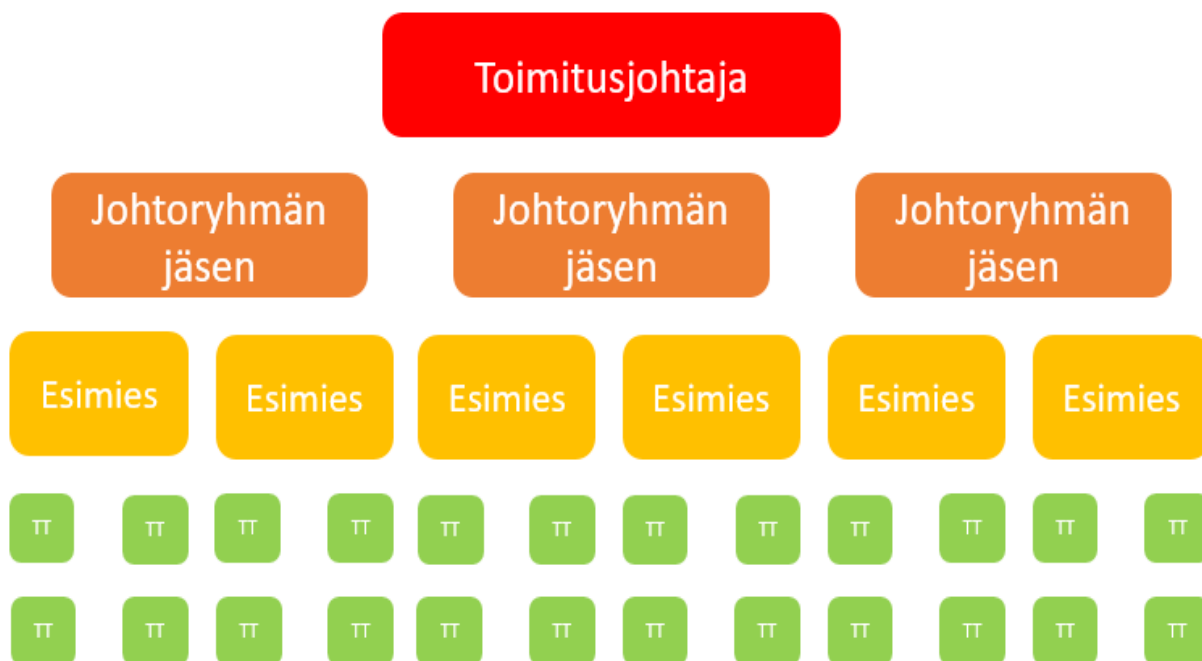 Toimitusjohtaja
Johtoryhmän Johtoryhmän Johtoryhmän
jäsen jäsen jäsen
Esimies Esimies Esimies Esimies Esimies Esimies
TT TT TT TT TT TT TT TT TT TT TT TT
TT TT TT TT TT TT TT TT TT TT TT TT